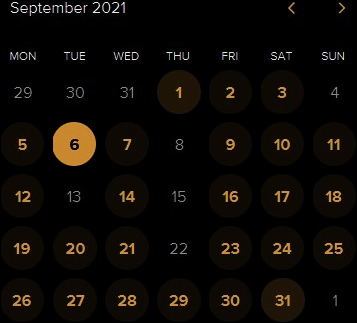 September 2021
MON TUE WED THU FRI SAT SUN
29 30 31 1 2 3 4
5 6 7 8 9 10 11
12 13 14 15 16 17 18
19 20 21 22 23 24 25
26 27 28 29 30 31 1